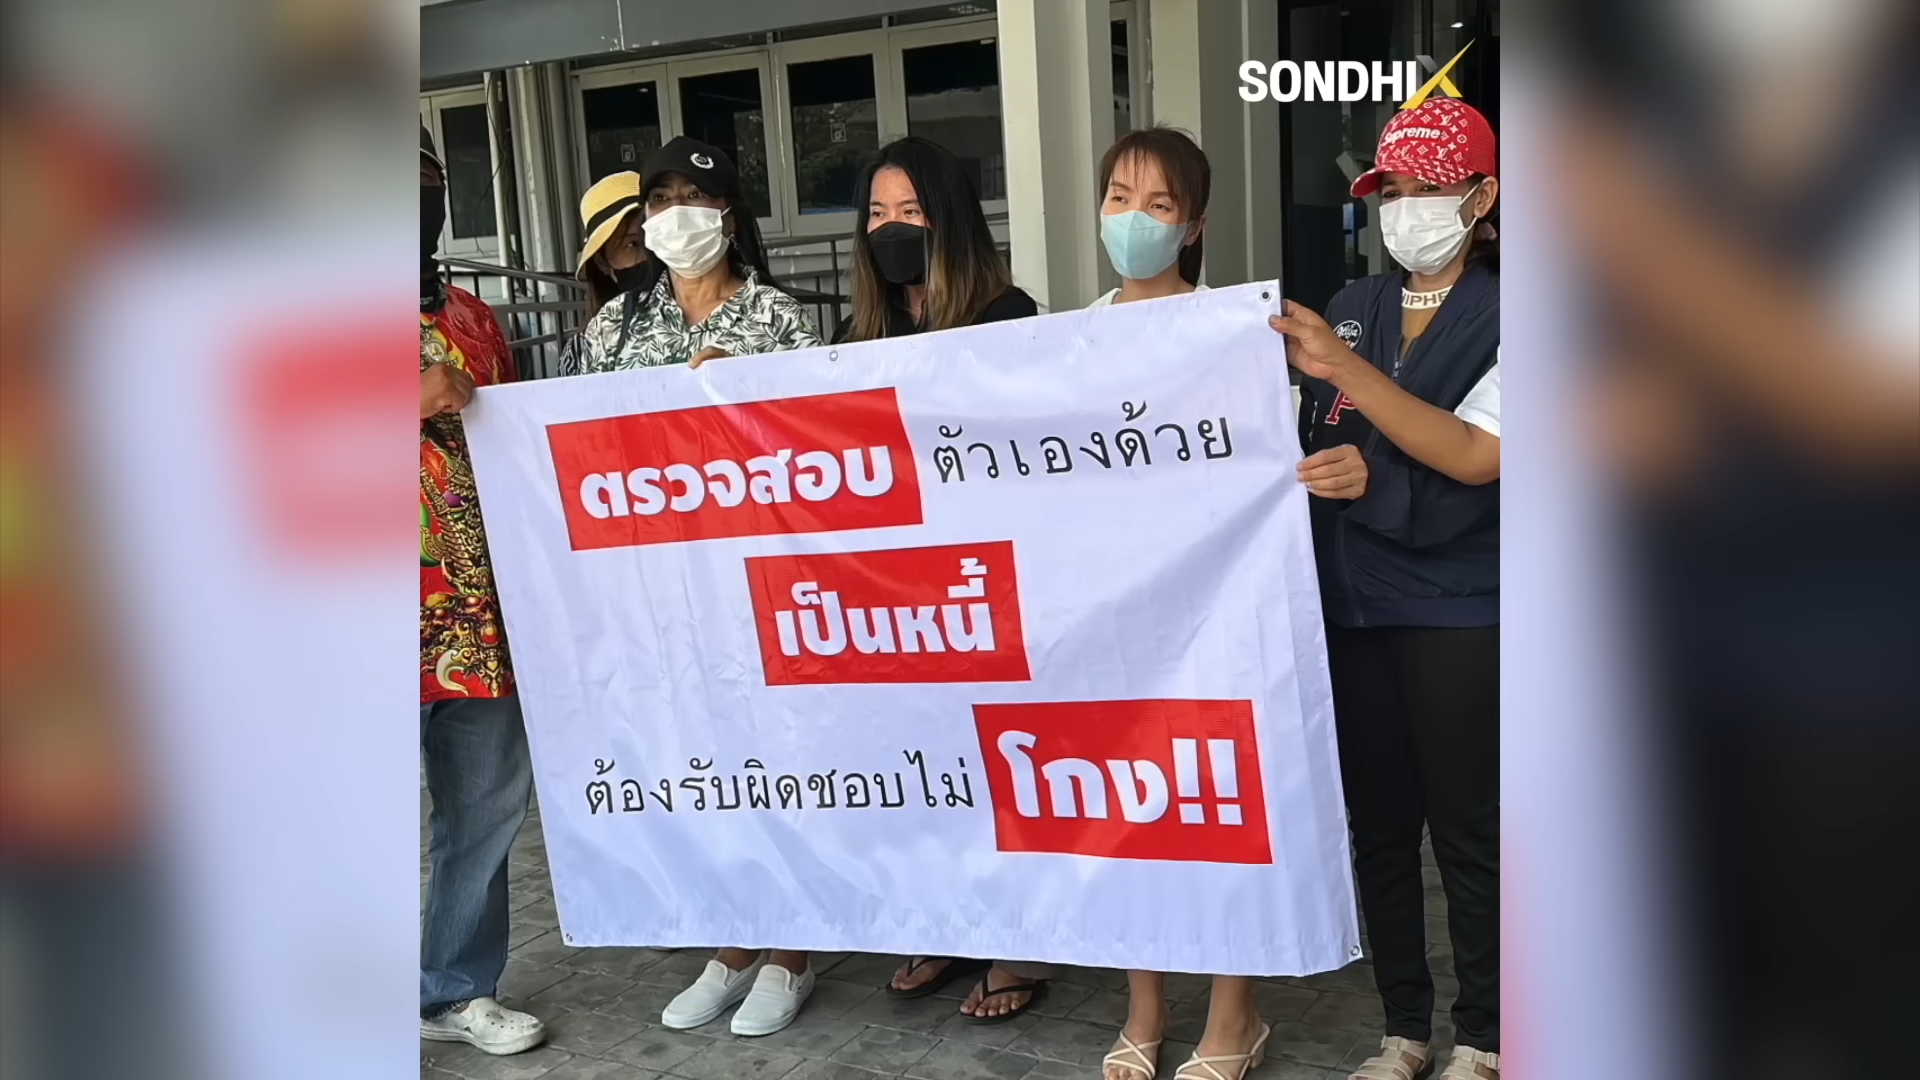 SONDHIX
Supreme
ตรวจสอบ ตัวเองด้วย
เป็นหนี้
ต้องรับผิดชอบไม่ โกง!!